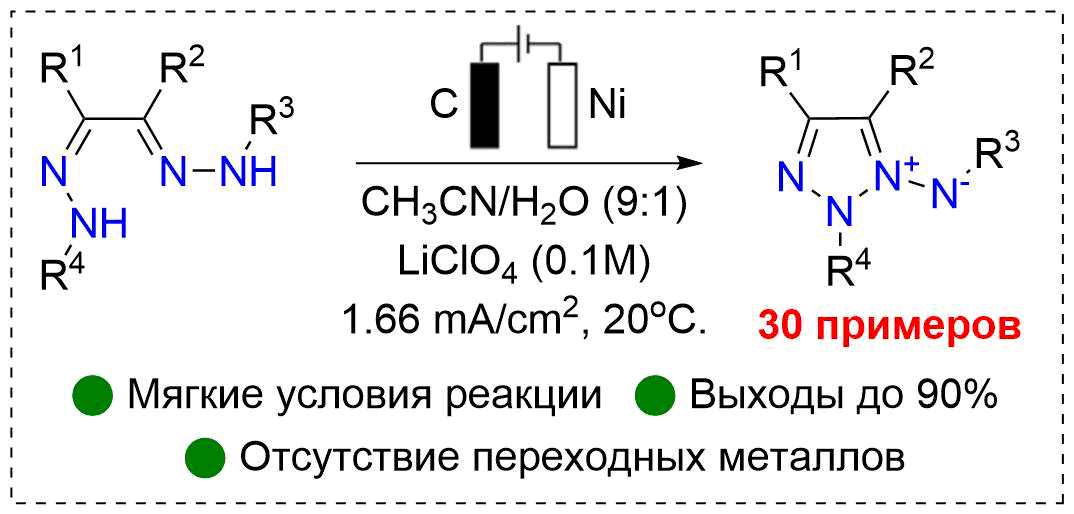 R¹ R²
R³
N N NH
NH
R⁴
C Ni
CH₃CN/H₂O (9:1)
LiClO₄ (0.1M)
1.66 mA/cm², 20ºC.
R¹ R²
R³
N N⁺ N⁻
N
R⁴
30 примеров
Мягкие условия реакции
Выходы до 90%
Отсутствие переходных металлов